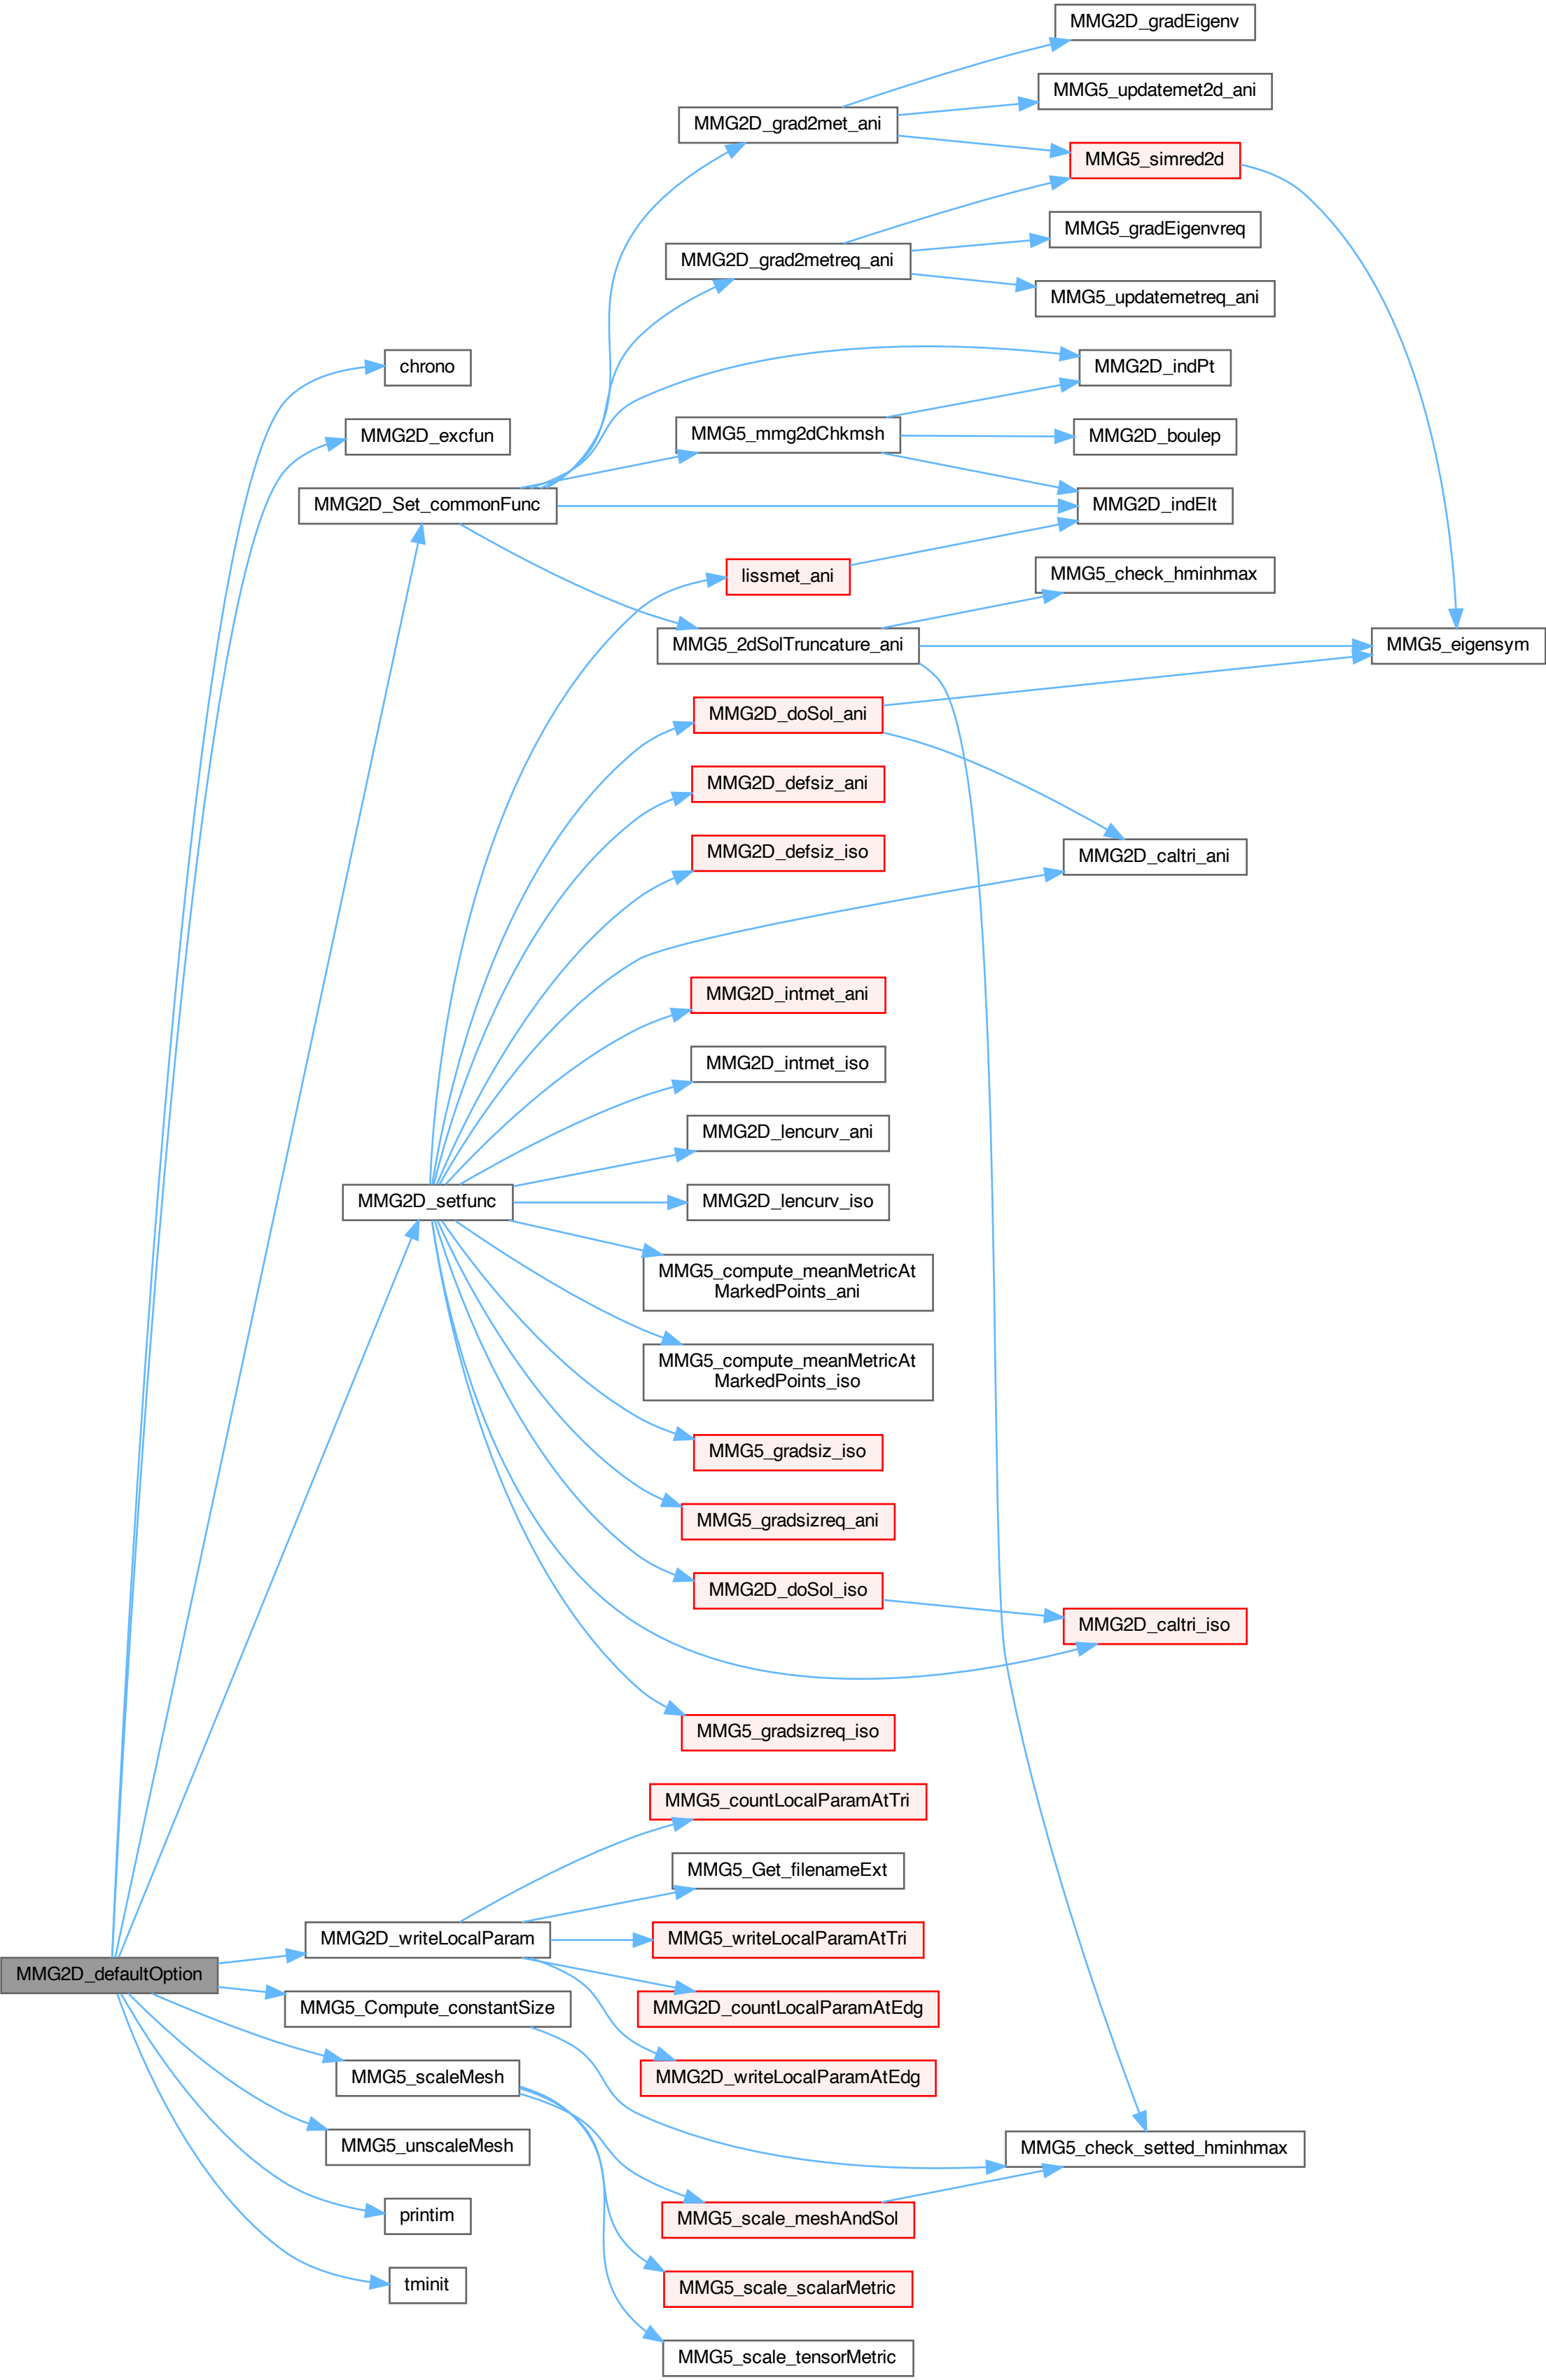 MMG2D_gradEigenv
MMG5_updatemet2d_ani
MMG2D_grad2met_ani
MMG5_simred2d
MMG5_gradEigenvreq
MMG2D_grad2metreq_ani
MMG5_updatemetreq_ani
chrono
MMG2D_indPt
MMG2D_excfun
MMG5_mmg2dChkmsh
MMG2D_boulep
MMG2D_Set_commonFunc
MMG2D_indElt
lissmet_ani
MMG5_check_hminhmax
MMG5_2dSolTruncature_ani
MMG5_eigensym
MMG2D_doSol_ani
MMG2D_defsiz_ani
MMG2D_defsiz_iso
MMG2D_caltri_ani
MMG2D_intmet_ani
MMG2D_intmet_iso
MMG2D_lencurv_ani
MMG2D_setfunc
MMG2D_lencurv_iso
MMG5_compute_meanMetricAt
MarkedPoints_ani
MMG5_compute_meanMetricAt
MarkedPoints_iso
MMG5_gradsiz_iso
MMG5_gradsizreq_ani
MMG2D_doSol_iso
MMG2D_caltri_iso
MMG5_gradsizreq_iso
MMG5_countLocalParamAtTri
MMG5_Get_filenameExt
MMG2D_writeLocalParam
MMG5_writeLocalParamAtTri
MMG2D_defaultOption
MMG5_Compute_constantSize
MMG2D_countLocalParamAtEdg
MMG5_scaleMesh
MMG2D_writeLocalParamAtEdg
MMG5_unscaleMesh
MMG5_check_setted_hminhmax
printim
MMG5_scale_meshAndSol
tminit
MMG5_scale_scalarMetric
MMG5_scale_tensorMetric